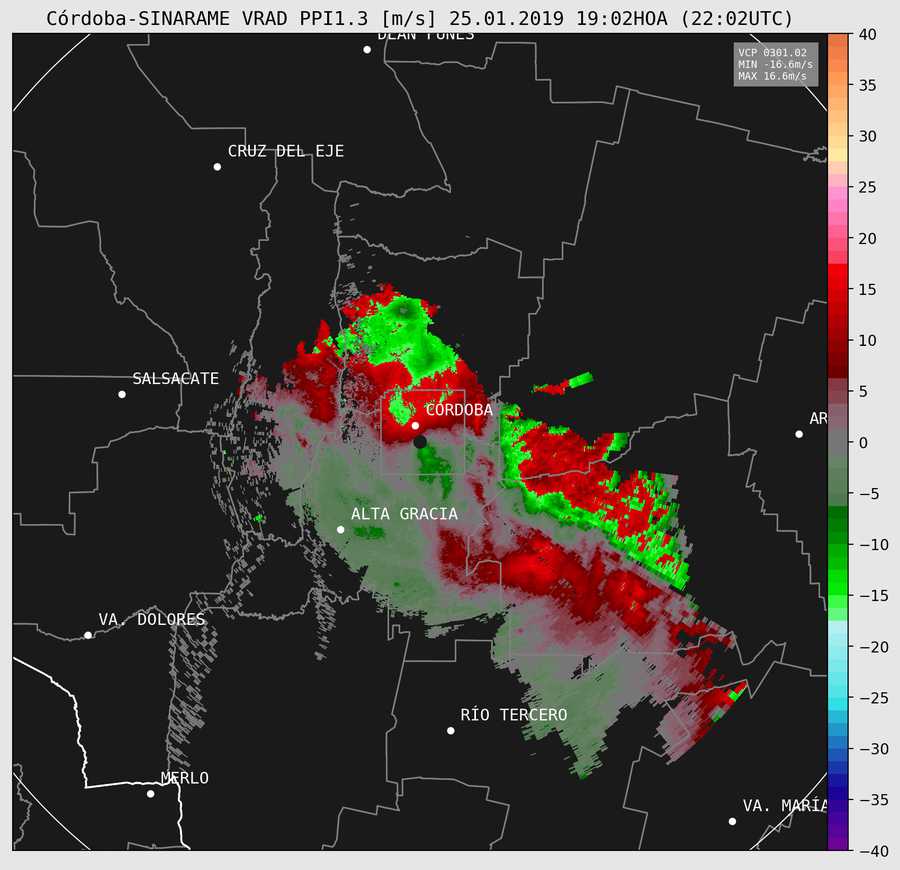 Córdoba-SINARAME VRAD PPI1.3 [m/s] 25.01.2019 19:02HOA (22:02UTC)
DEAN FUNES
VCP 0301.02
MIN -16.6m/s
MAX 16.6m/s
CRUZ DEL EJE
SALSACATE
CÓRDOBA
AR
ALTA GRACIA
VA. DOLORES
RÍO TERCERO
MERLO
VA. MARÍA
40
35
30
25
20
15
10
5
0
−5
−10
−15
−20
−25
−30
−35
−40